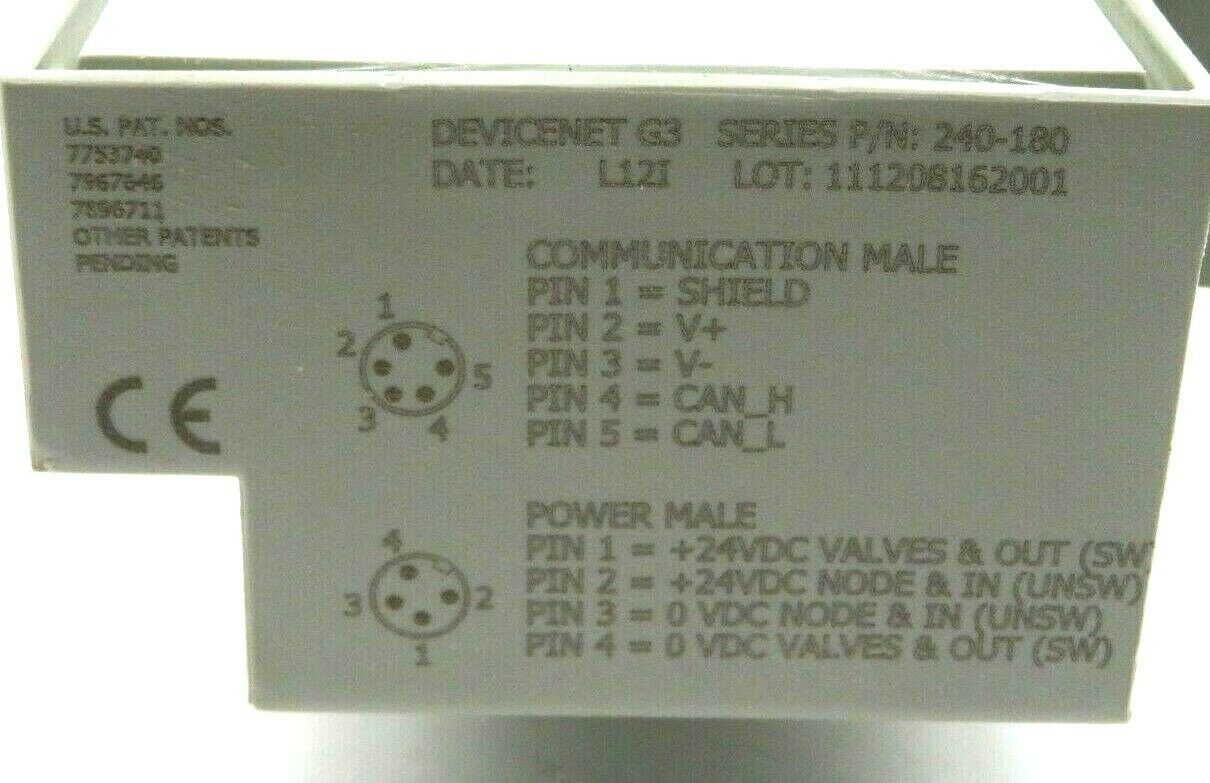 U.S. PAT. NOS.
7753740
7967646
7896711
OTHER PATENTS
PENDING
DEVICENET G3 SERIES P/N: 240-180
DATE: L12I LOT: 111208162001
COMMUNICATION MALE
PIN 1 = SHIELD
PIN 2 = V+
PIN 3 = V-
PIN 4 = CAN_H
PIN 5 = CAN_L
1
2
5
3
4
CE
POWER MALE
PIN 1 = +24VDC VALVES & OUT (SW
PIN 2 = +24VDC NODE & IN (UNSW)
PIN 3 = 0 VDC NODE & IN (UNSW)
PIN 4 = 0 VDC VALVES & OUT (SW)
4
3
2
1